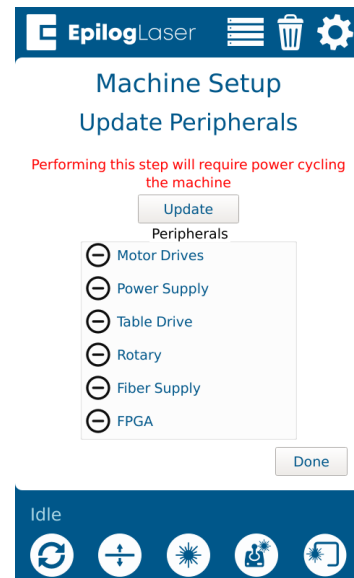 EpilogLaser
Machine Setup
Update Peripherals
Performing this step will require power cycling
the machine
Update
Peripherals
Motor Drives
Power Supply
Table Drive
Rotary
Fiber Supply
FPGA
Done
Idle